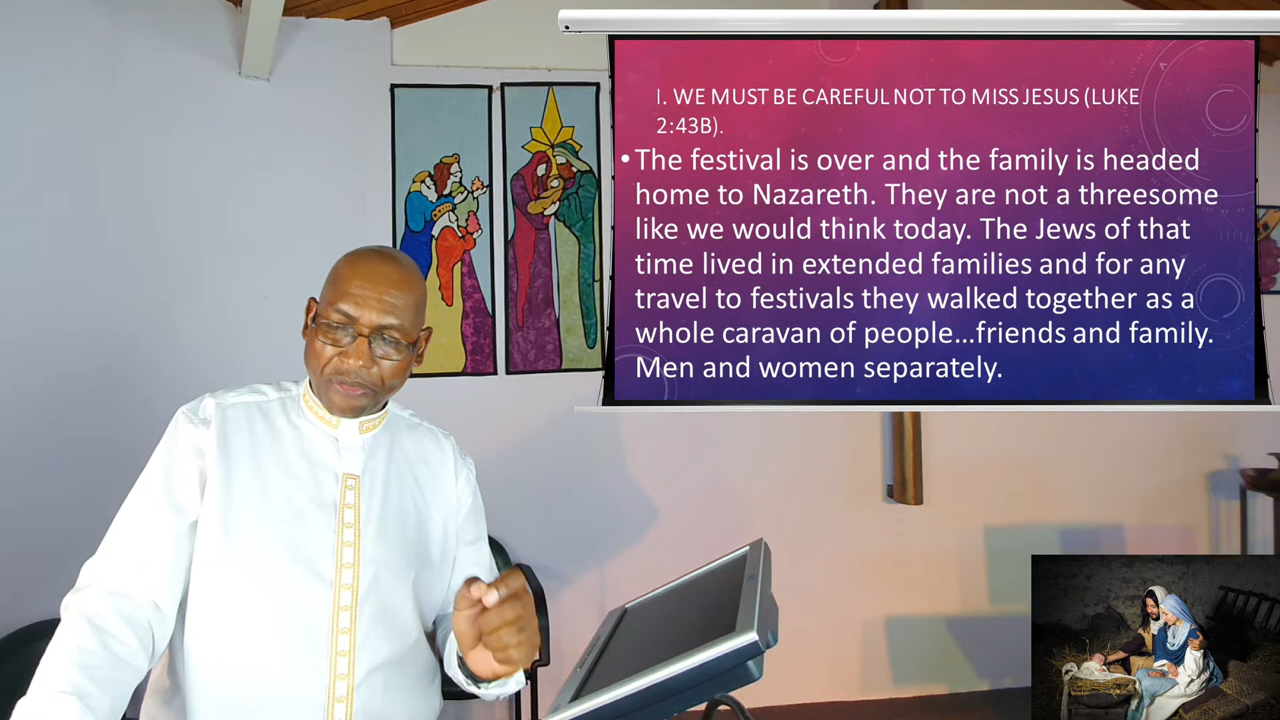 I. WE MUST BE CAREFUL NOT TO MISS JESUS (LUKE
2:43B).
• The festival is over and the family is headed
home to Nazareth. They are not a threesome
like we would think today. The Jews of that
time lived in extended families and for any
travel to festivals they walked together as a
whole caravan of people...friends and family.
Men and women separately.